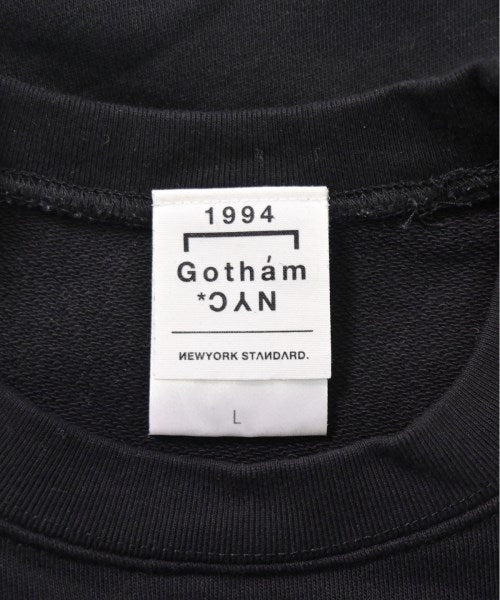 1994
Gothám
NYC*
NEWYORK STANDARD.
L